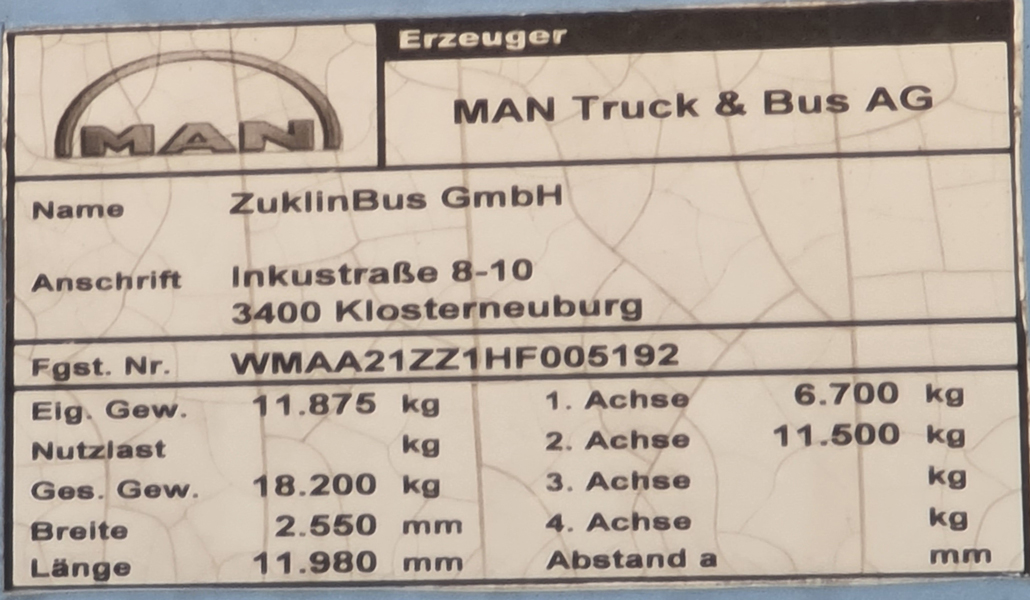 MAN
Erzeuger
MAN Truck & Bus AG
Name ZuklinBus GmbH
Anschrift Inkustraße 8-10
3400 Klosterneuburg
Fgst. Nr. WMAA21ZZ1HF005192
Eig. Gew. 11.875 kg 1. Achse 6.700 kg
Nutzlast kg 2. Achse 11.500 kg
Ges. Gew. 18.200 kg 3. Achse kg
Breite 2.550 mm 4. Achse kg
Länge 11.980 mm Abstand a mm